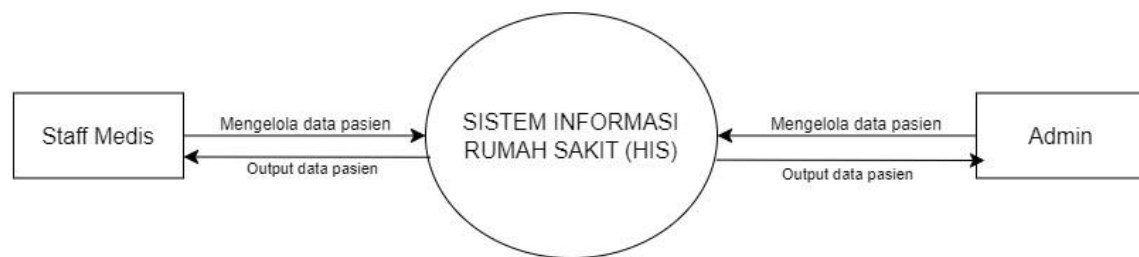 Staff Medis
Mengelola data pasien
Output data pasien
SISTEM INFORMASI
RUMAH SAKIT (HIS)
Mengelola data pasien
Output data pasien
Admin